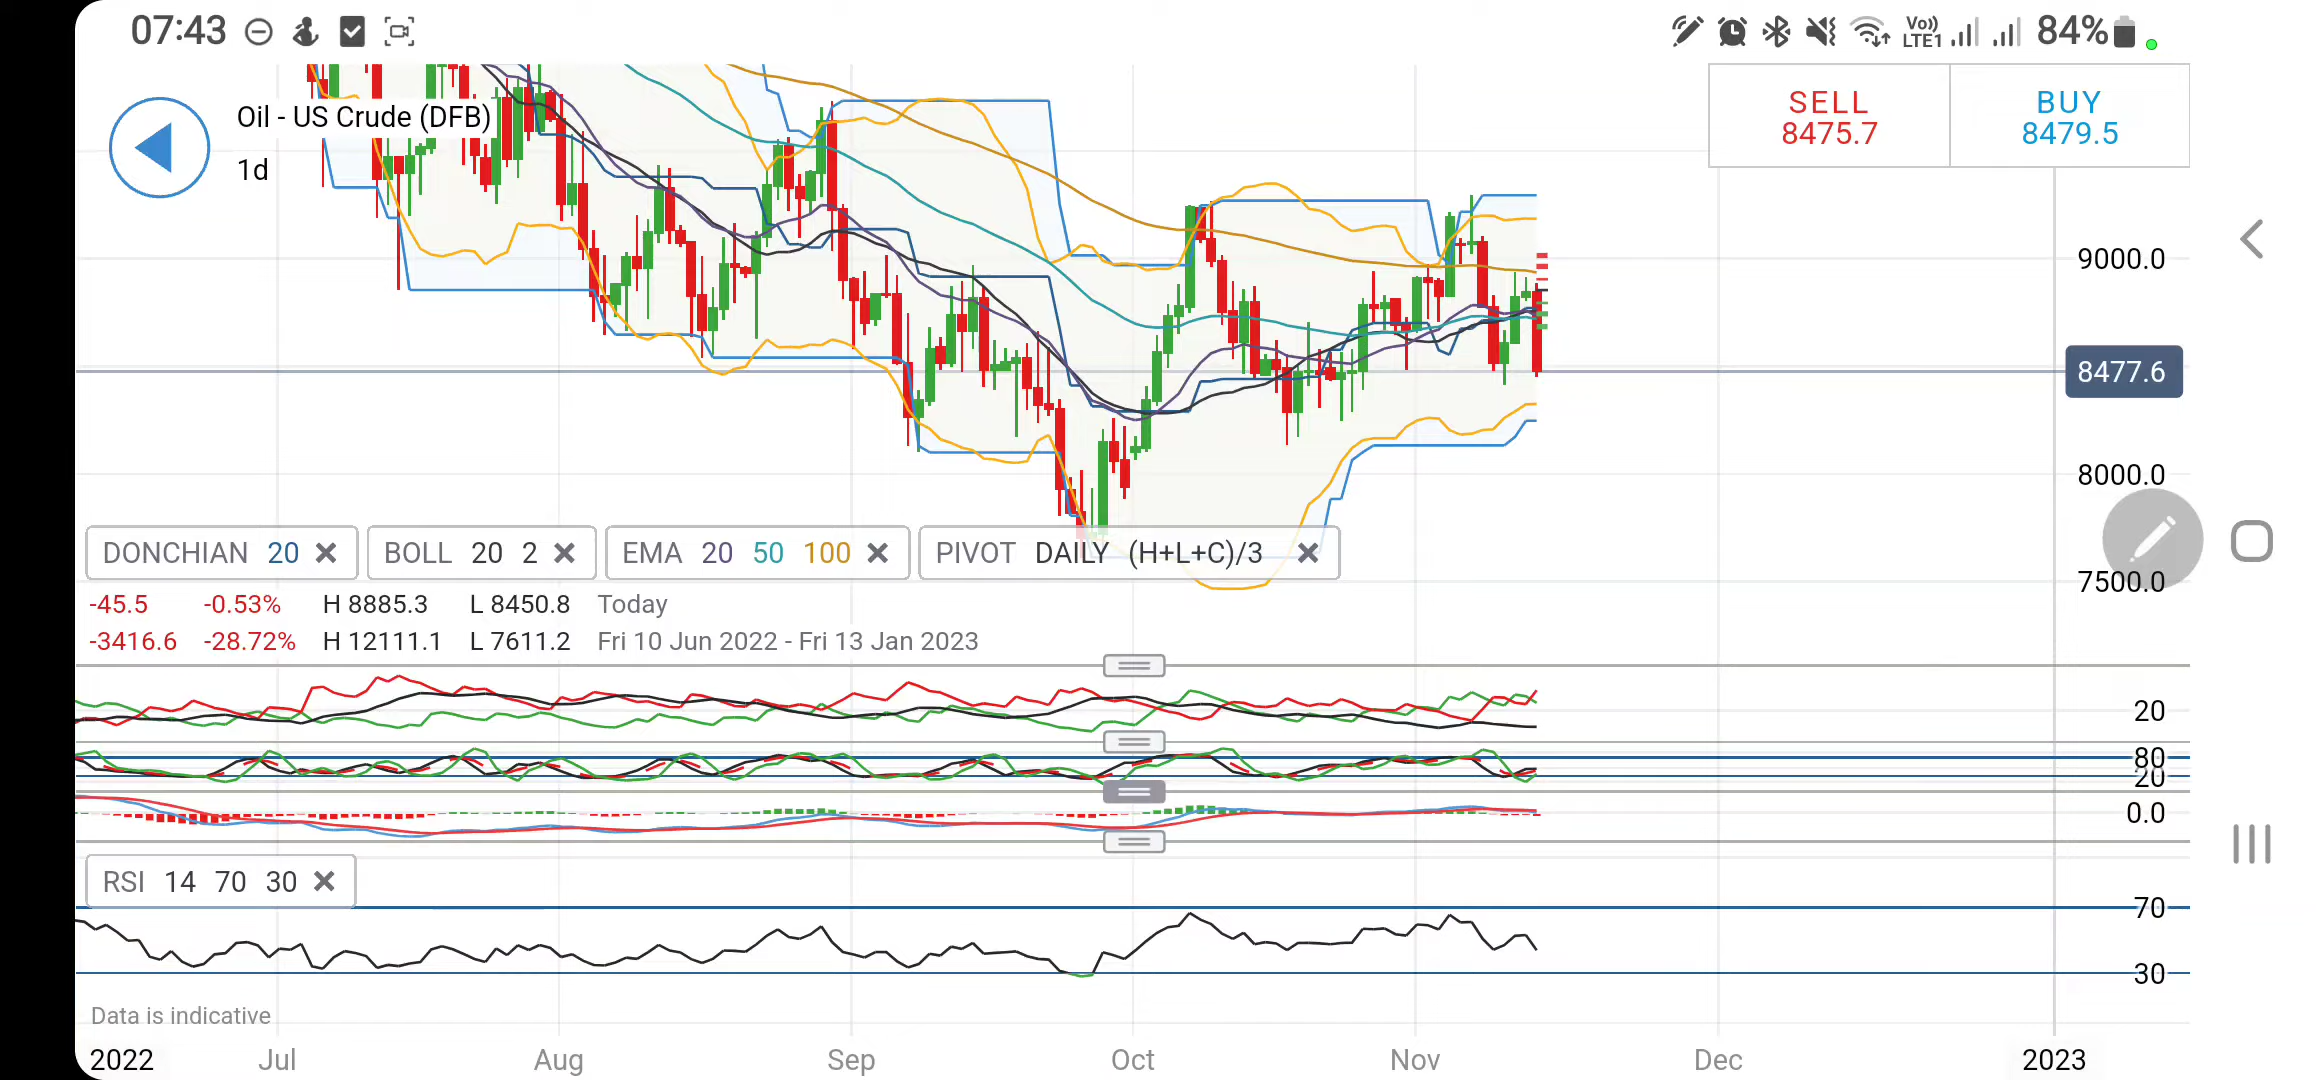 07:43
Vo))
LTE1
84%
Oil - US Crude (DFB)
1d
SELL
8475.7
BUY
8479.5
9000.0
8477.6
8000.0
7500.0
DONCHIAN 20 ×
BOLL 20 2 ×
EMA 20 50 100 ×
PIVOT DAILY (H+L+C)/3 ×
-45.5 -0.53% H 8885.3 L 8450.8 Today
-3416.6 -28.72% H 12111.1 L 7611.2 Fri 10 Jun 2022 - Fri 13 Jan 2023
20
80
20
0.0
RSI 14 70 30 ×
70
30
Data is indicative
2022 Jul Aug Sep Oct Nov Dec 2023